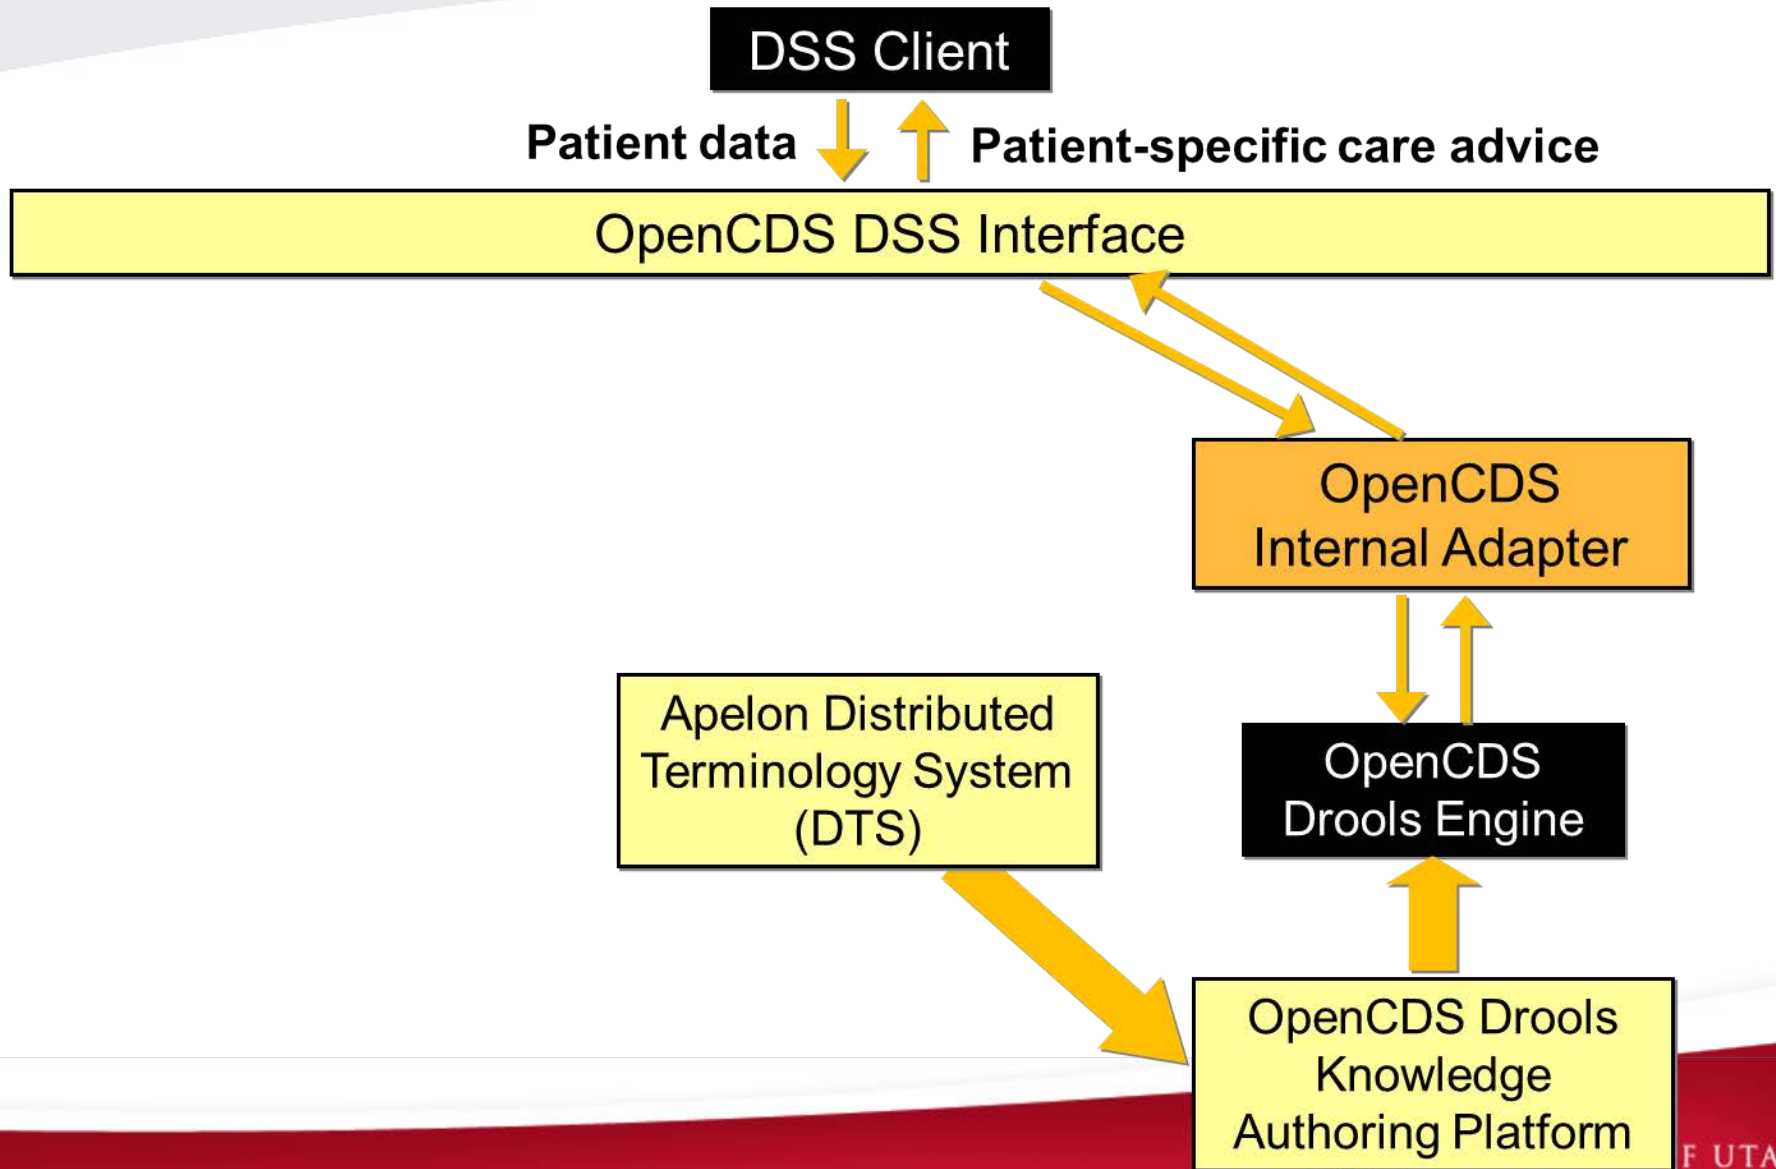 DSS Client
Patient data
Patient-specific care advice
OpenCDS DSS Interface
OpenCDS
Internal Adapter
Apelon Distributed
Terminology System
(DTS)
OpenCDS
Drools Engine
OpenCDS Drools
Knowledge
Authoring Platform